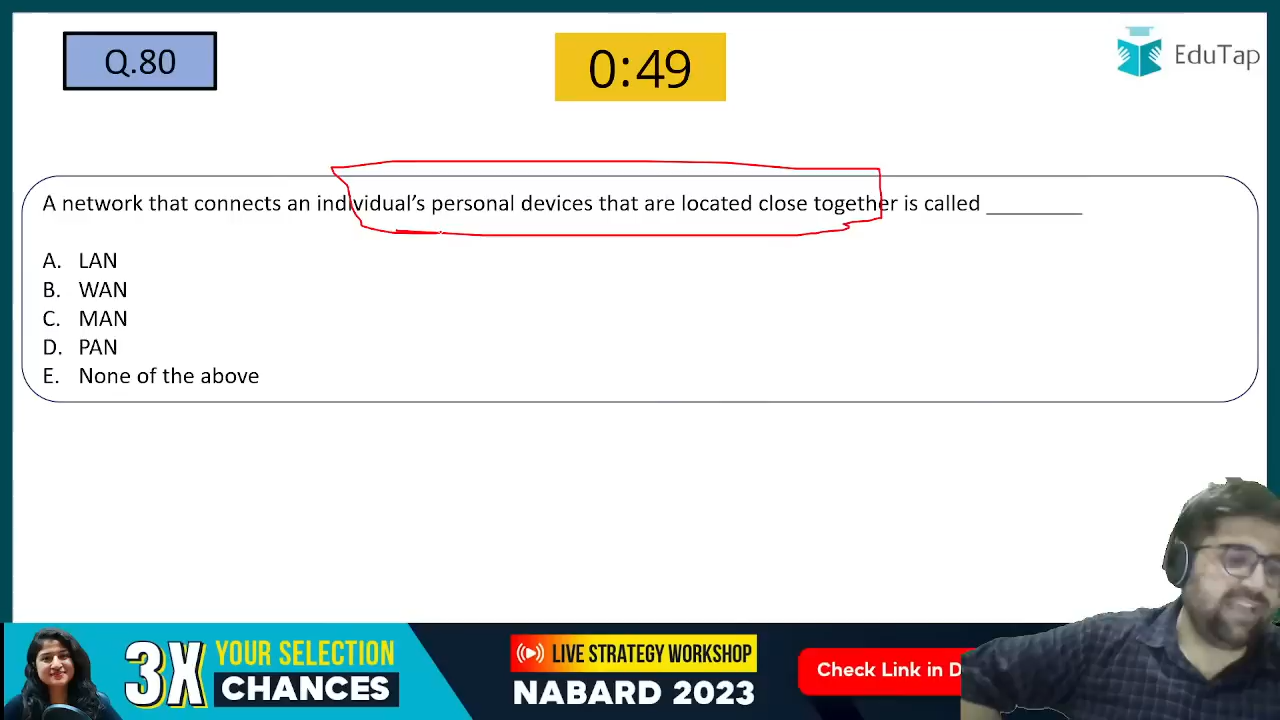 Q.80
0:49
EduTap
A network that connects an individual's personal devices that are located close together is called _________
A. LAN
B. WAN
C. MAN
D. PAN
E. None of the above
3X
YOUR SELECTION
CHANCES
LIVE STRATEGY WORKSHOP
NABARD 2023
Check Link in D